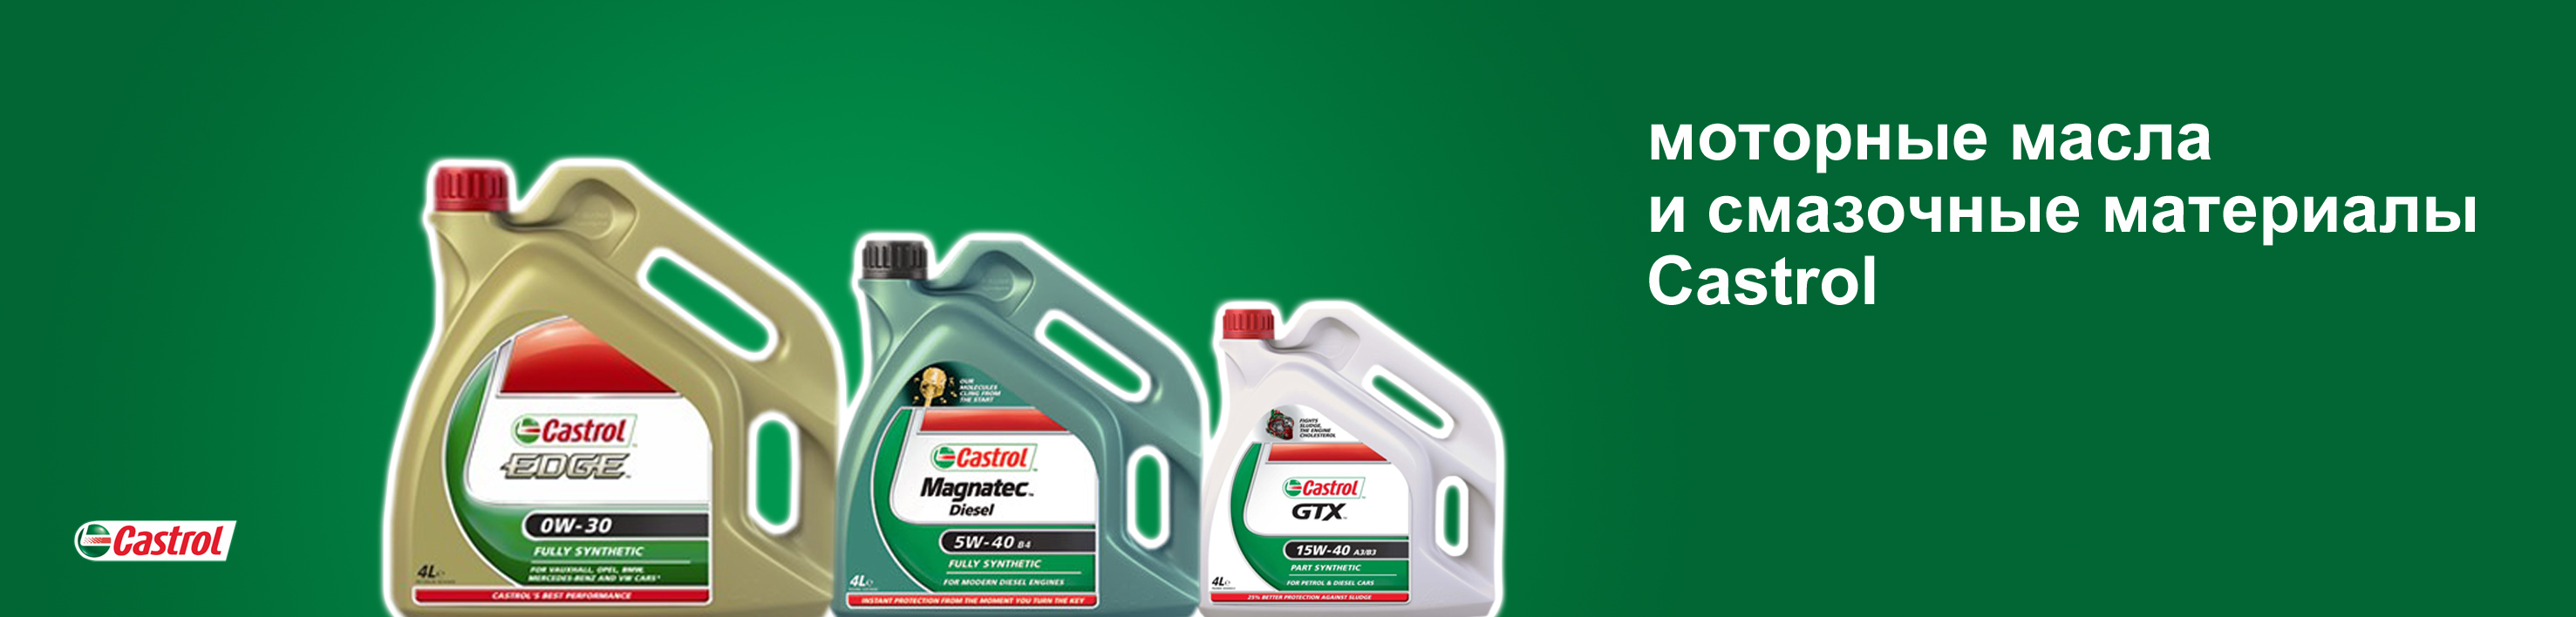 моторные масла
и смазочные материалы
Castrol
Castrol
EDGE
0W-30
FULLY SYNTHETIC
FOR VAUXHALL, OPEL, BMW,
MERCEDES-BENZ AND VW CARS*
4L
CASTROL'S BEST PERFORMANCE
OUR
MOLECULES
CLING FROM
THE START
Castrol
Magnatec
Diesel
5W-40 B4
FULLY SYNTHETIC
FOR MODERN DIESEL ENGINES
4L
INSTANT PROTECTION FROM THE MOMENT YOU TURN THE KEY
FIGHTS
SLUDGE,
THE ENGINE
CHOLESTEROL
Castrol
GTX
15W-40 A3/B3
PART SYNTHETIC
FOR PETROL & DIESEL CARS
4L
25% BETTER PROTECTION AGAINST SLUDGE
Castrol